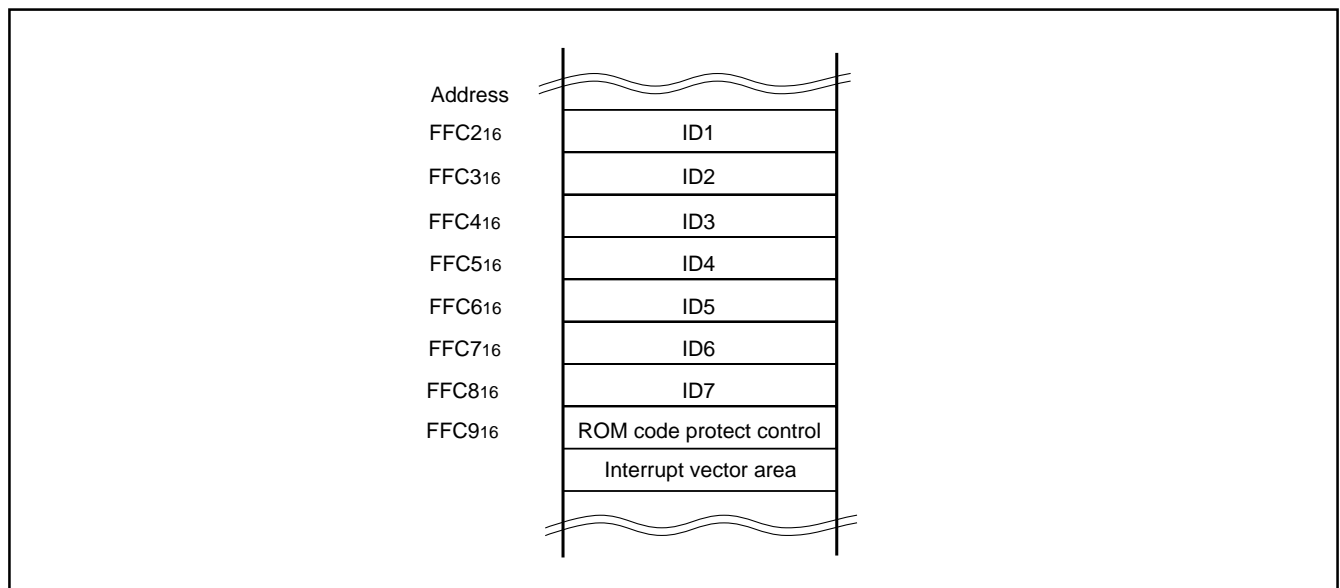 Address
FFC216 ID1
FFC316 ID2
FFC416 ID3
FFC516 ID4
FFC616 ID5
FFC716 ID6
FFC816 ID7
FFC916 ROM code protect control
Interrupt vector area